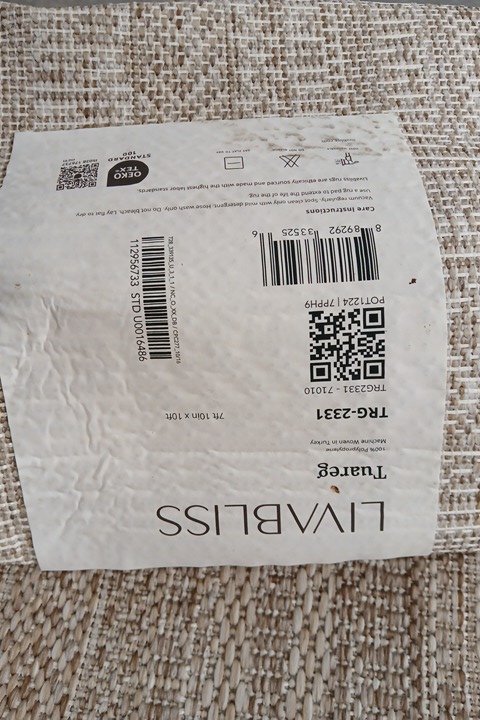 LIVABLISS
Tuareg
100% Polypropylene
Machine Woven in Turkey
TRG-2331
7ft 10in x 10ft
TRG2331 - 71010
POT1224 | 7PPH9
8 89292 33525 6
112956733 STD U0016486
Care Instructions
Vacuum regularly. Spot clean only with mild detergent. Hose wash only. Do not bleach. Lay flat to dry.
Use rug pad to extend the life of the rug.
Livabliss rugs are ethically sourced and made with the highest labor standards.
OEKO
TEX®
STANDARD
100